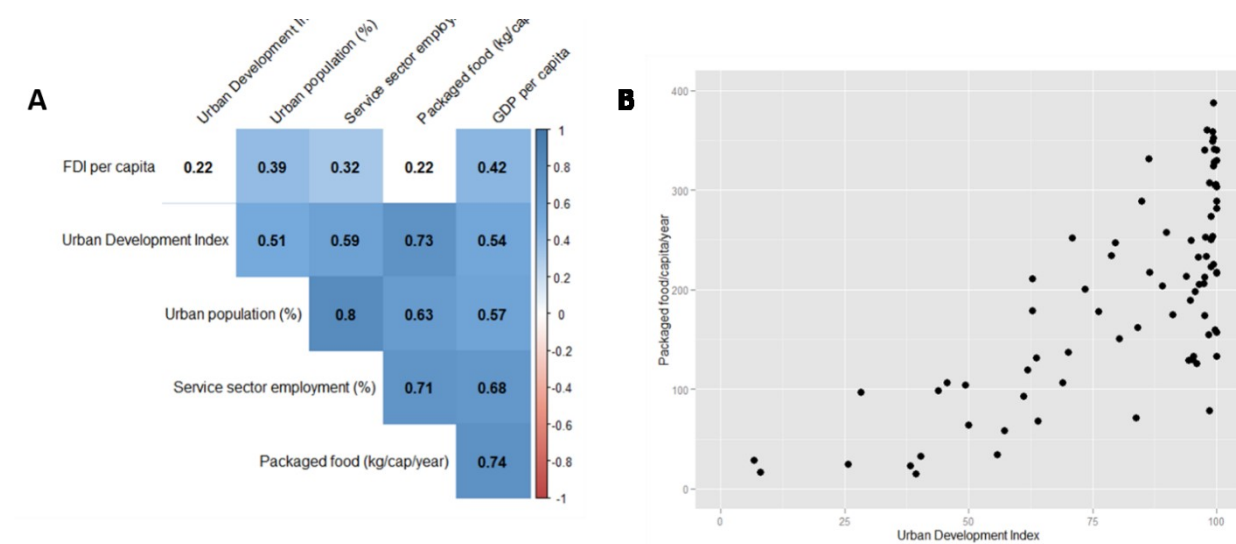 A
Urban Development In
Urban population (%)
Service sector employ
Packaged food (kg/cap
GDP per capita
FDI per capita 0.22 0.39 0.32 0.22 0.42
Urban Development Index 0.51 0.59 0.73 0.54
Urban population (%) 0.8 0.63 0.57
Service sector employment (%) 0.71 0.68
Packaged food (kg/cap/year) 0.74
1
0.8
0.6
0.4
0.2
0
-0.2
-0.4
-0.6
-0.8
-1
B
Packaged food/capita/year
400
300
200
100
0
0 25 50 75 100
Urban Development Index